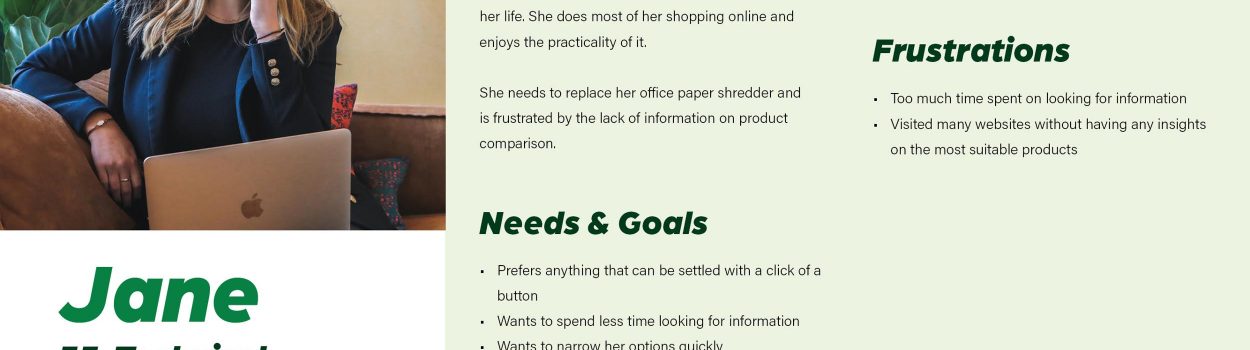 her life. She does most of her shopping online and
enjoys the practicality of it.
She needs to replace her office paper shredder and
is frustrated by the lack of information on product
comparison.
Needs & Goals
• Prefers anything that can be settled with a click of a
button
• Wants to spend less time looking for information
• Wants to narrow her options quickly
Frustrations
• Too much time spent on looking for information
• Visited many websites without having any insights
on the most suitable products
Jane